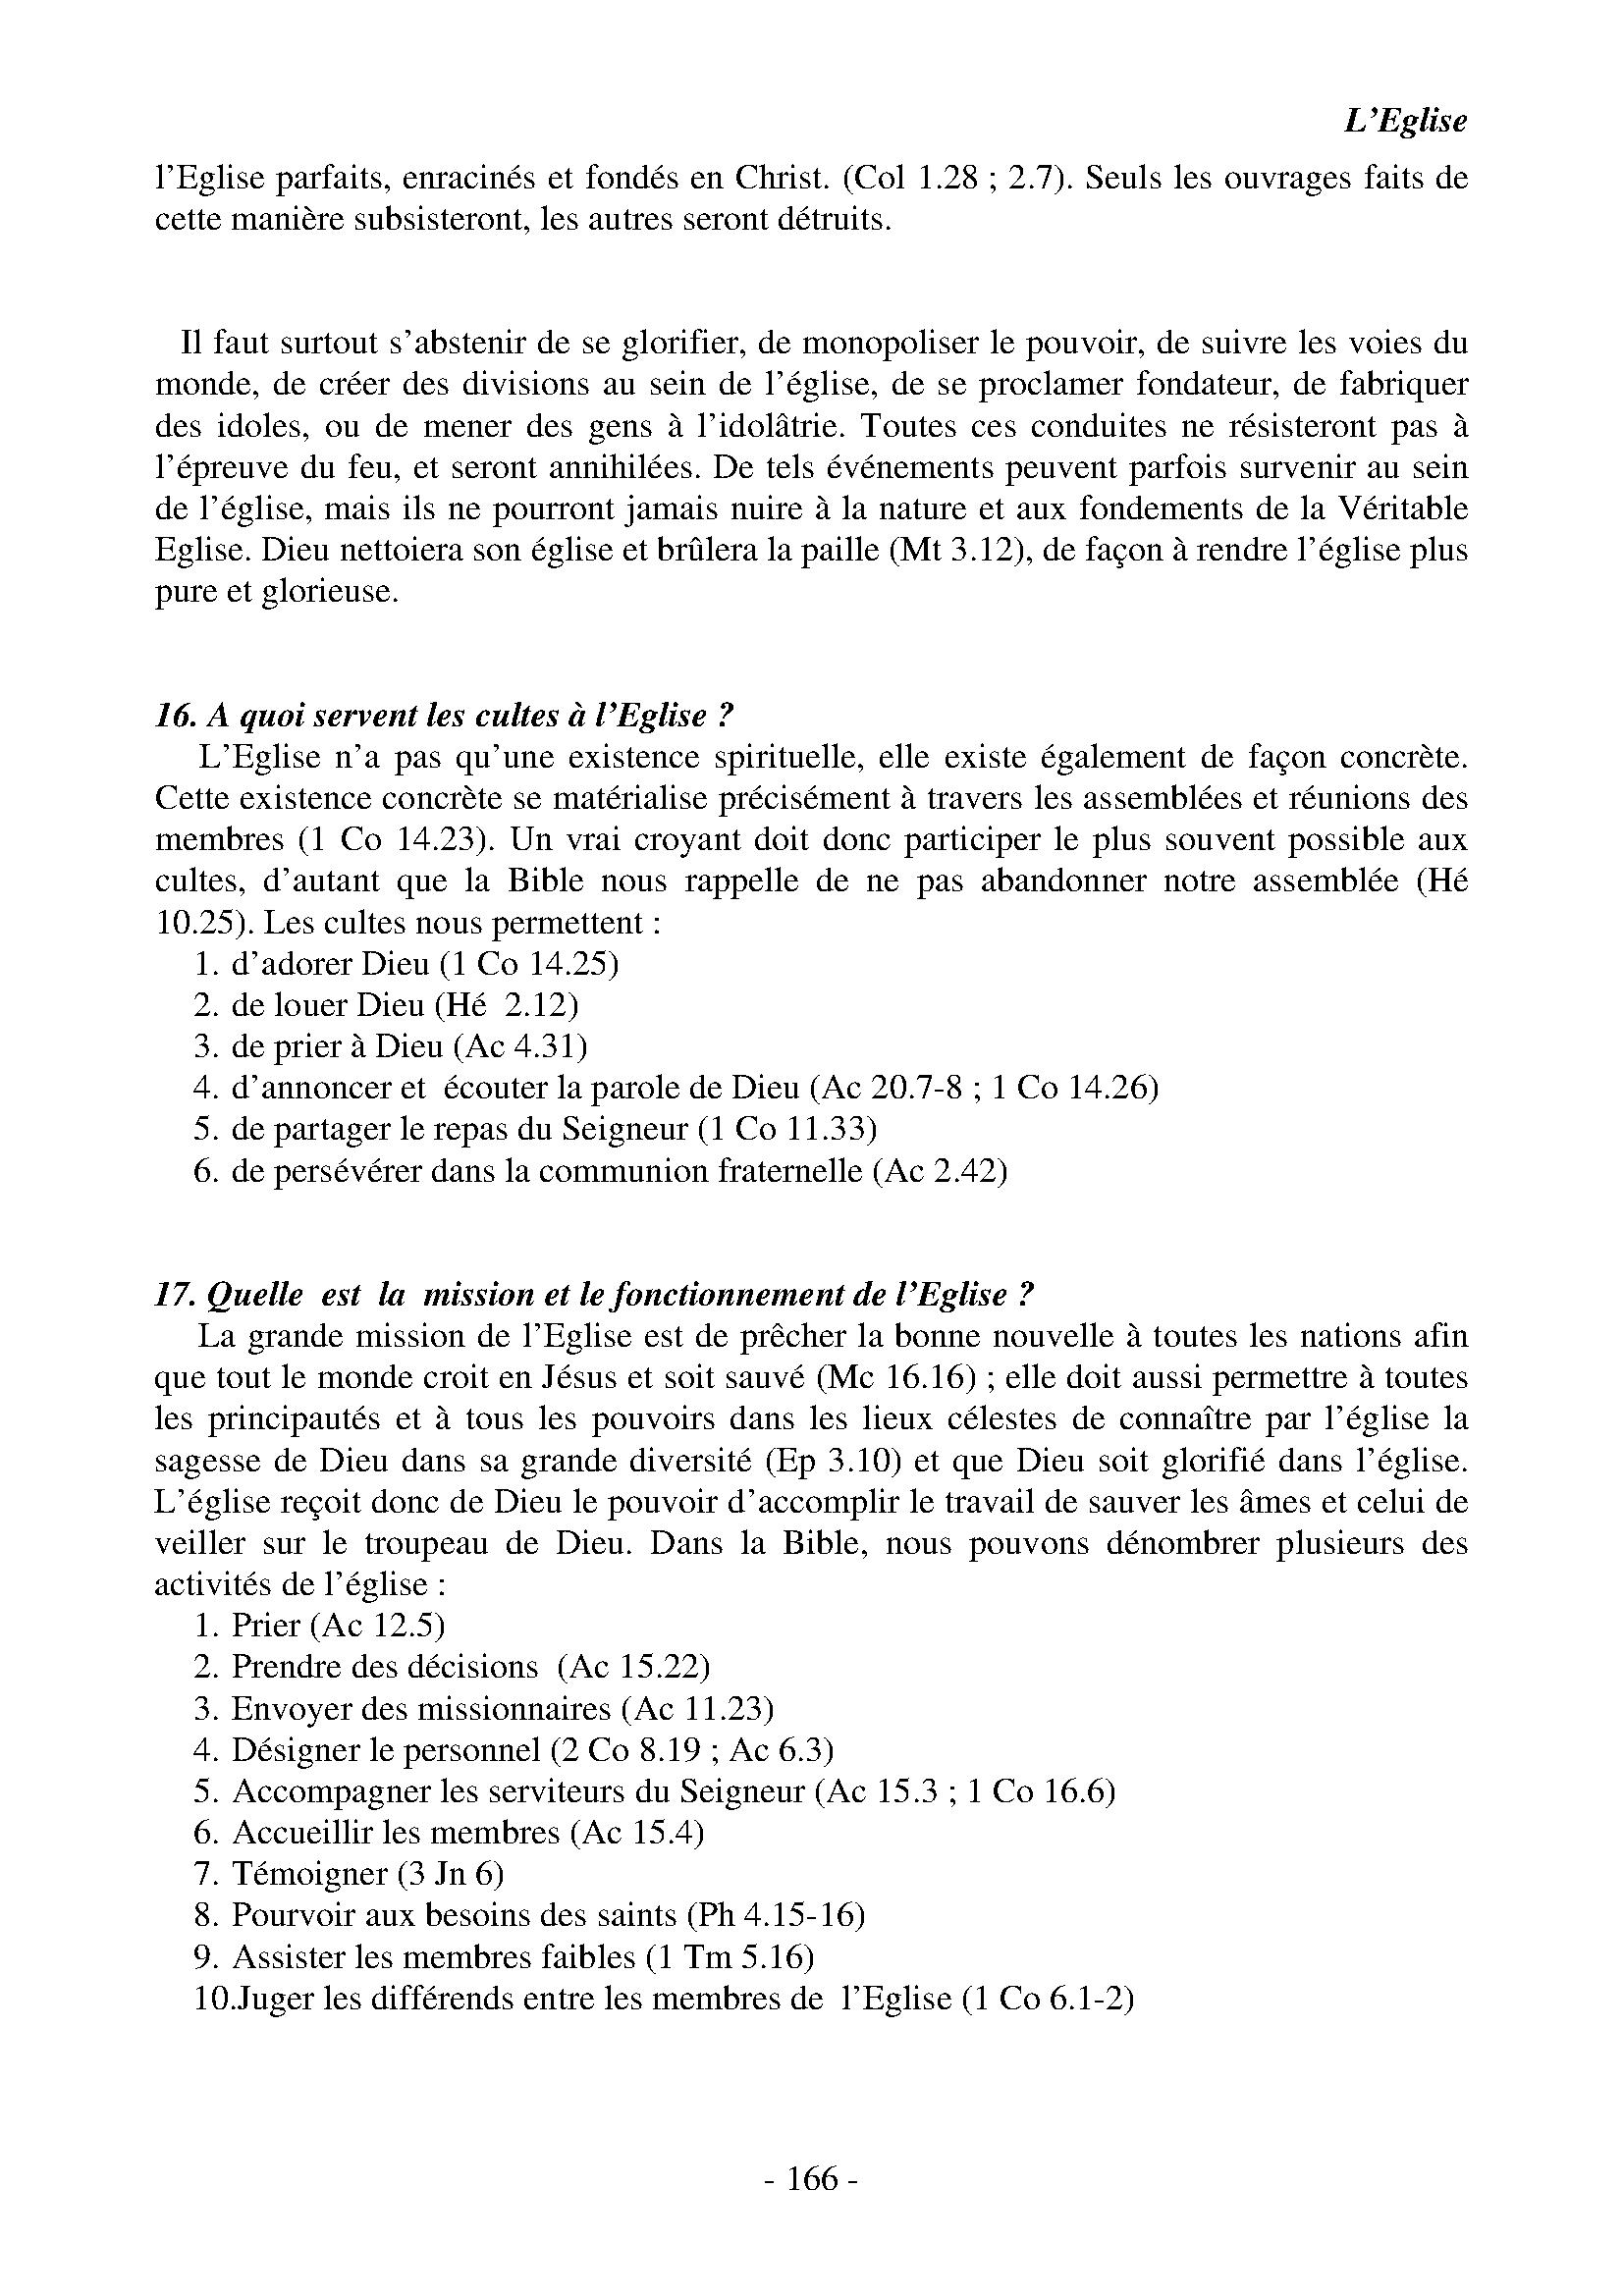 L’Eglise
l’Eglise parfaits, enracinés et fondés en Christ. (Col 1.28 ; 2.7). Seuls les ouvrages faits de
cette manière subsisteront, les autres seront détruits.
Il faut surtout s’abstenir de se glorifier, de monopoliser le pouvoir, de suivre les voies du
monde, de créer des divisions au sein de l’église, de se proclamer fondateur, de fabriquer
des idoles, ou de mener des gens à l’idolâtrie. Toutes ces conduites ne résisteront pas à
l’épreuve du feu, et seront annihilées. De tels événements peuvent parfois survenir au sein
de l’église, mais ils ne pourront jamais nuire à la nature et aux fondements de la Véritable
Eglise. Dieu nettoiera son église et brûlera la paille (Mt 3.12), de façon à rendre l’église plus
pure et glorieuse.
16. A quoi servent les cultes à l’Eglise ?
L’Eglise n’a pas qu’une existence spirituelle, elle existe également de façon concrète.
Cette existence concrète se matérialise précisément à travers les assemblées et réunions des
membres (1 Co 14.23). Un vrai croyant doit donc participer le plus souvent possible aux
cultes, d’autant que la Bible nous rappelle de ne pas abandonner notre assemblée (Hé
10.25). Les cultes nous permettent :
1. d’adorer Dieu (1 Co 14.25)
2. de louer Dieu (Hé  2.12)
3. de prier à Dieu (Ac 4.31)
4. d’annoncer et  écouter la parole de Dieu (Ac 20.7-8 ; 1 Co 14.26)
5. de partager le repas du Seigneur (1 Co 11.33)
6. de persévérer dans la communion fraternelle (Ac 2.42)
17. Quelle  est  la  mission et le fonctionnement de l’Eglise ?
La grande mission de l’Eglise est de prêcher la bonne nouvelle à toutes les nations afin
que tout le monde croit en Jésus et soit sauvé (Mc 16.16) ; elle doit aussi permettre à toutes
les principautés et à tous les pouvoirs dans les lieux célestes de connaître par l’église la
sagesse de Dieu dans sa grande diversité (Ep 3.10) et que Dieu soit glorifié dans l’église.
L’église reçoit donc de Dieu le pouvoir d’accomplir le travail de sauver les âmes et celui de
veiller sur le troupeau de Dieu. Dans la Bible, nous pouvons dénombrer plusieurs des
activités de l’église :
1. Prier (Ac 12.5)
2. Prendre des décisions  (Ac 15.22)
3. Envoyer des missionnaires (Ac 11.23)
4. Désigner le personnel (2 Co 8.19 ; Ac 6.3)
5. Accompagner les serviteurs du Seigneur (Ac 15.3 ; 1 Co 16.6)
6. Accueillir les membres (Ac 15.4)
7. Témoigner (3 Jn 6)
8. Pourvoir aux besoins des saints (Ph 4.15-16)
9. Assister les membres faibles (1 Tm 5.16)
10.Juger les différends entre les membres de  l’Eglise (1 Co 6.1-2)
- 166 -